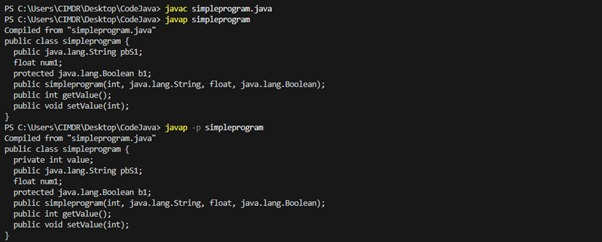 PS C:\Users\CIMDR\Desktop\CodeJava> javac simpleprogram.java
PS C:\Users\CIMDR\Desktop\CodeJava> javap simpleprogram
Compiled from "simpleprogram.java"
public class simpleprogram {
  public java.lang.String pbS1;
  float num1;
  protected java.lang.Boolean b1;
  public simpleprogram(int, java.lang.String, float, java.lang.Boolean);
  public int getValue();
  public void setValue(int);
}
PS C:\Users\CIMDR\Desktop\CodeJava> javap -p simpleprogram
Compiled from "simpleprogram.java"
public class simpleprogram {
  private int value;
  public java.lang.String pbS1;
  float num1;
  protected java.lang.Boolean b1;
  public simpleprogram(int, java.lang.String, float, java.lang.Boolean);
  public int getValue();
  public void setValue(int);
}